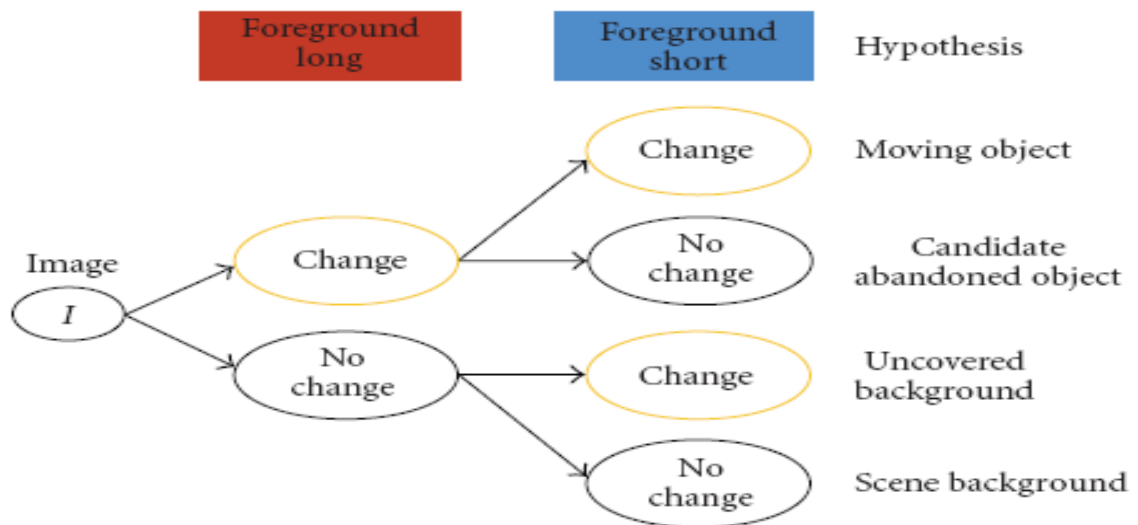 Foreground
long
Foreground
short
Hypothesis
Change
Moving object
Image
I
Change
No
change
Candidate
abandoned object
No
change
Change
Uncovered
background
No
change
Scene background